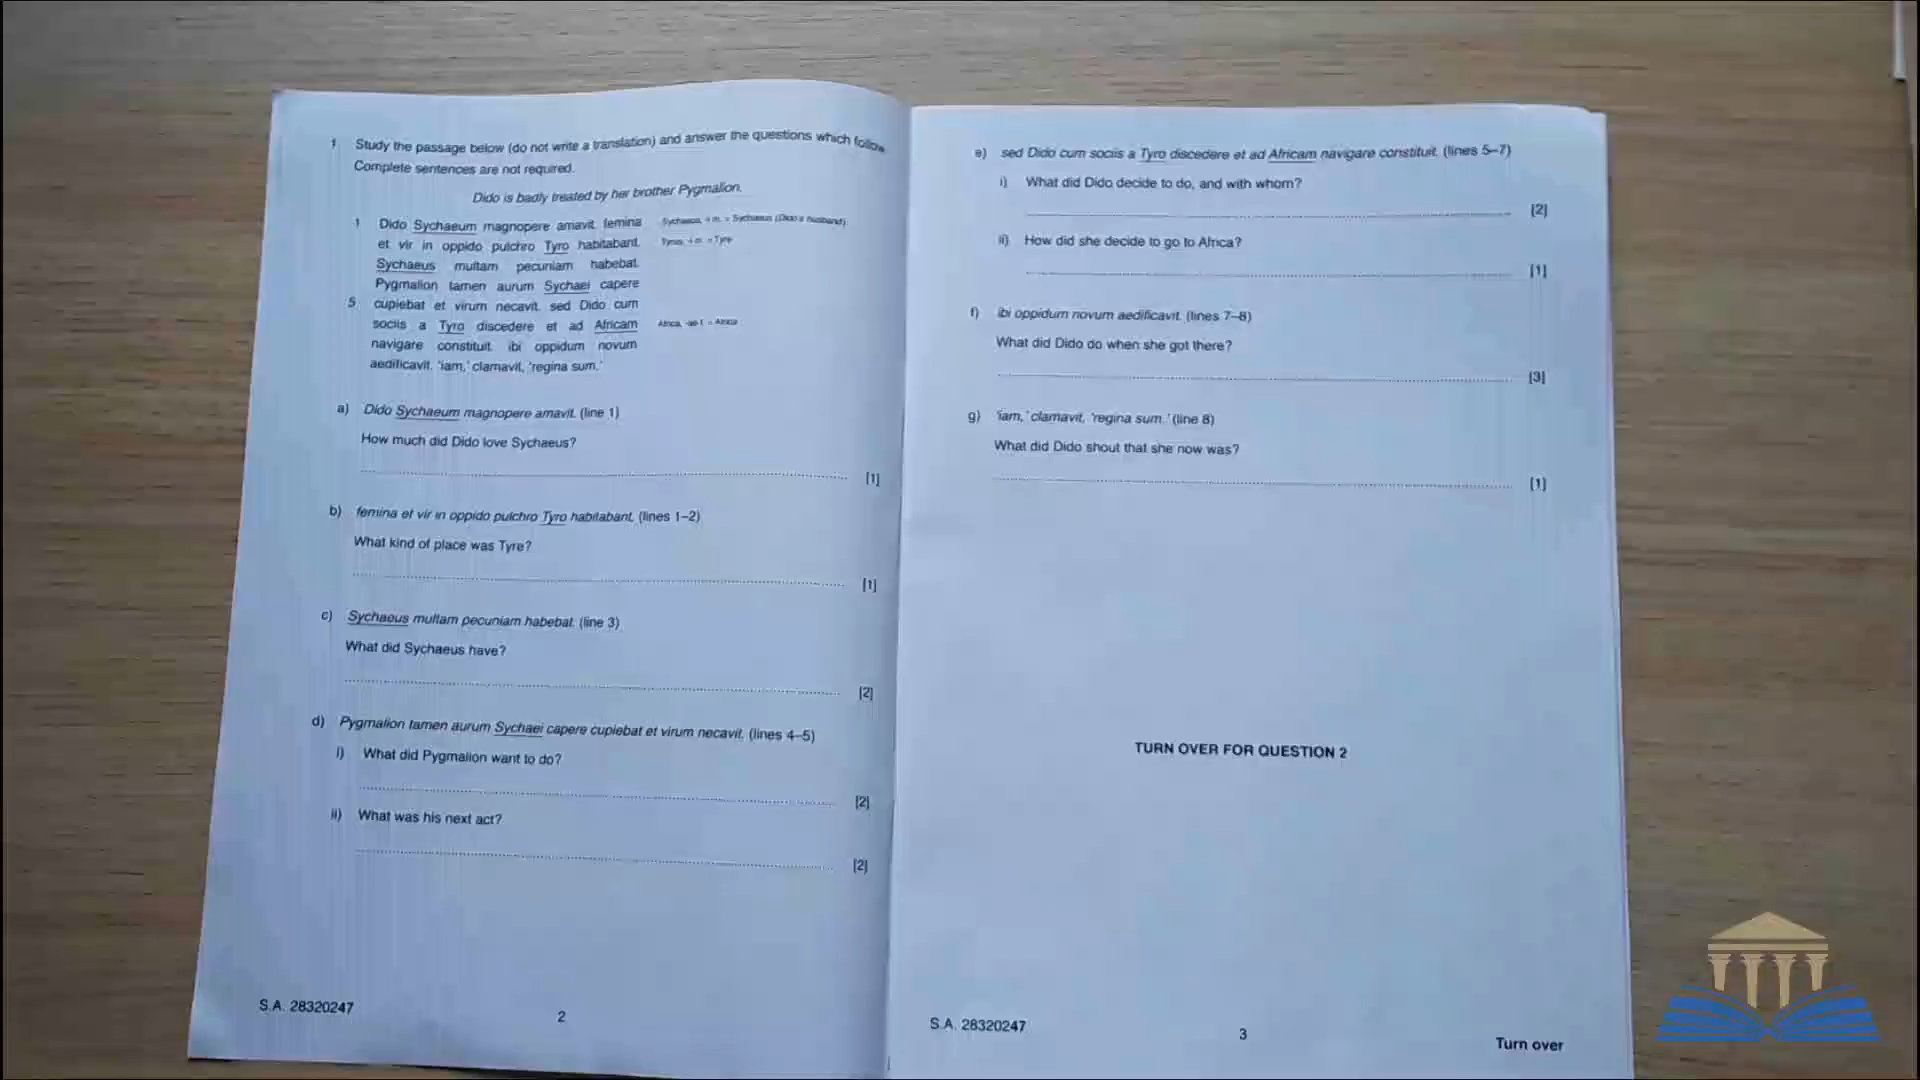 1 Study the passage below (do not write a translation) and answer the questions which follow.
Complete sentences are not required.
Dido is badly treated by her brother Pygmalion.
1 Dido Sychaeum magnopere amavit. femina
Sychaeus, -i m. = Sychaeus (Dido's husband)
et vir in oppido pulchro Tyro habitabant.
Tyrus, -i m. = Tyre
Sychaeus multam pecuniam habebat.
Pygmalion tamen aurum Sychaei capere
5 cupiebat et virum necavit. sed Dido cum
sociis a Tyro discedere et ad Africam
Africa, -ae f. = Africa
navigare constituit. ibi oppidum novum
aedificavit. 'iam,' clamavit, 'regina sum.'
a) Dido Sychaeum magnopere amavit. (line 1)
How much did Dido love Sychaeus?
[1]
b) femina et vir in oppido pulchro Tyro habitabant. (lines 1–2)
What kind of place was Tyre?
[1]
c) Sychaeus multam pecuniam habebat. (line 3)
What did Sychaeus have?
[2]
d) Pygmalion tamen aurum Sychaei capere cupiebat et virum necavit. (lines 4–5)
i) What did Pygmalion want to do?
[2]
ii) What was his next act?
[2]
S.A. 28320247
2
e) sed Dido cum sociis a Tyro discedere et ad Africam navigare constituit. (lines 5–7)
i) What did Dido decide to do, and with whom?
[2]
ii) How did she decide to go to Africa?
[1]
f) ibi oppidum novum aedificavit. (lines 7–8)
What did Dido do when she got there?
[3]
g) 'iam,' clamavit, 'regina sum.' (line 8)
What did Dido shout that she now was?
[1]
TURN OVER FOR QUESTION 2
S.A. 28320247
3
Turn over